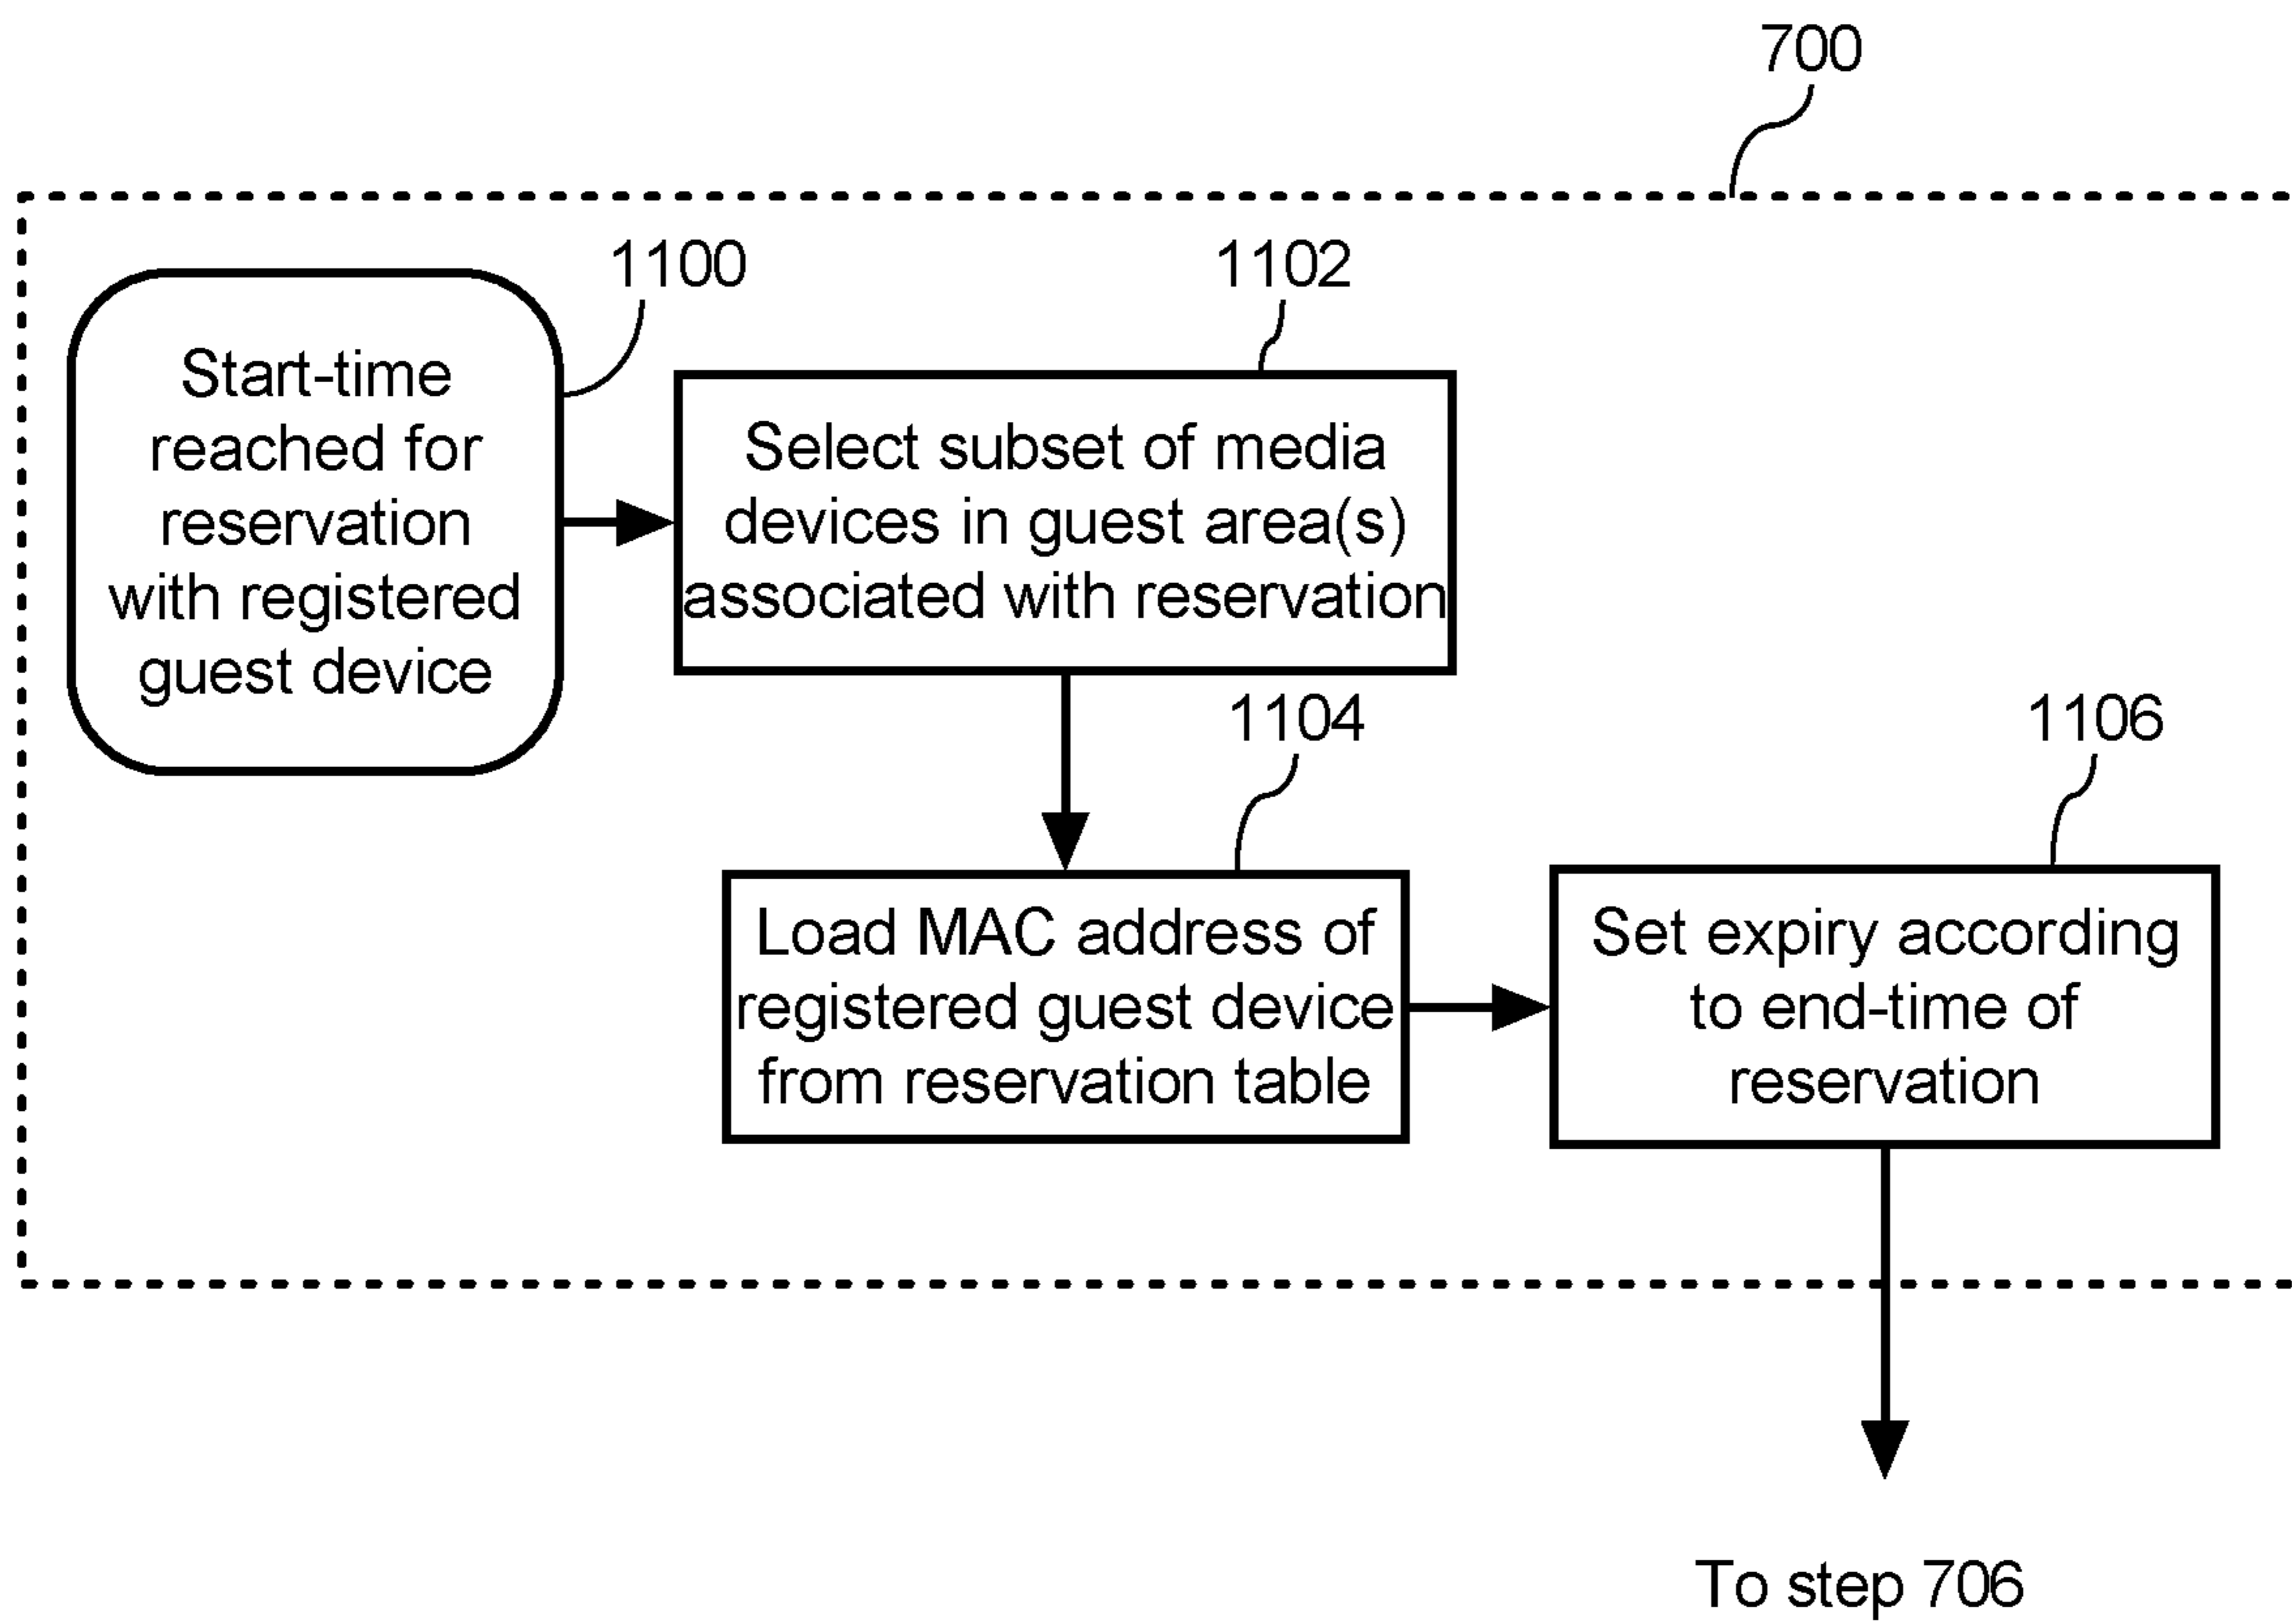 700
1100
1102
Start-time
reached for
reservation
with registered
guest device
Select subset of media
devices in guest area(s)
associated with reservation
1104
1106
Load MAC address of
registered guest device
from reservation table
Set expiry according
to end-time of
reservation
To step 706